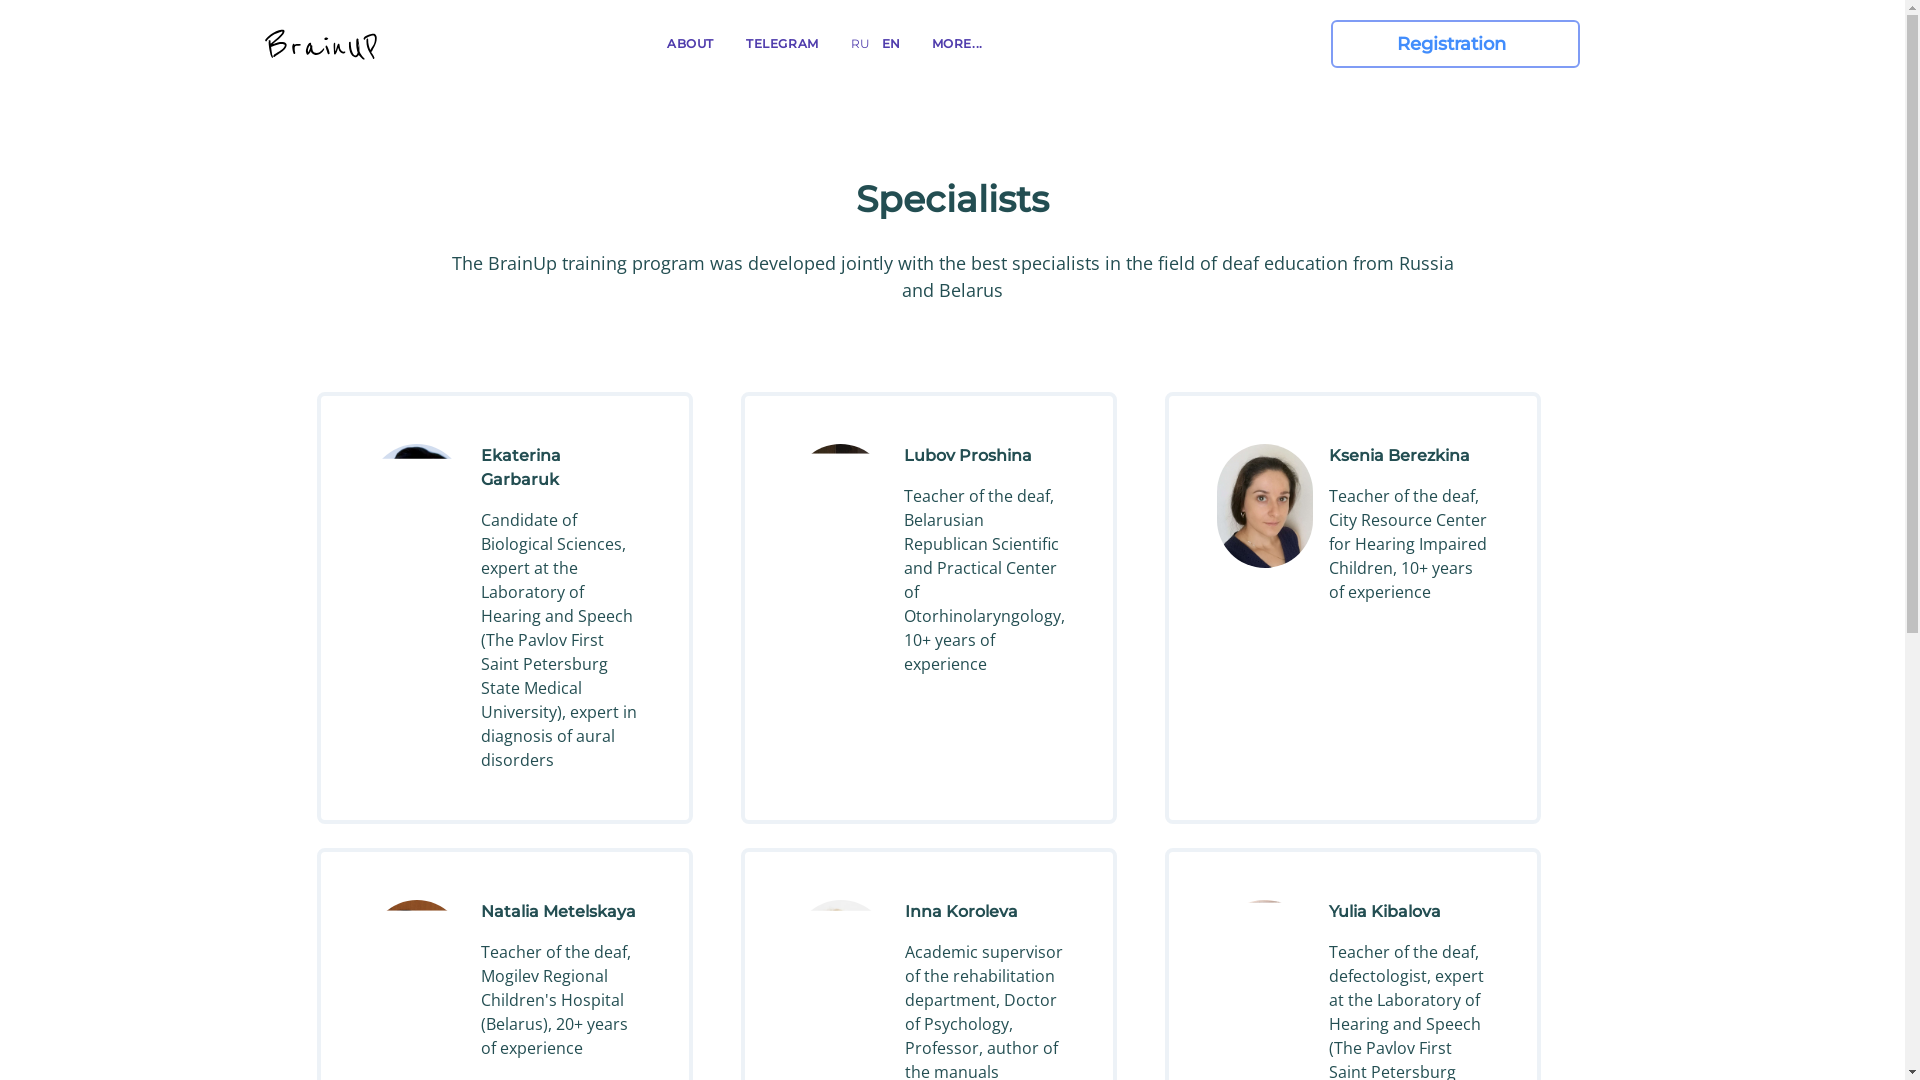 BrainUP
ABOUT
TELEGRAM
RU
EN
MORE...
Registration
Specialists
The BrainUp training program was developed jointly with the best specialists in the field of deaf education from Russia
and Belarus
Ekaterina
Garbaruk
Candidate of
Biological Sciences,
expert at the
Laboratory of
Hearing and Speech
(The Pavlov First
Saint Petersburg
State Medical
University), expert in
diagnosis of aural
disorders
Lubov Proshina
Teacher of the deaf,
Belarusian
Republican Scientific
and Practical Center
of
Otorhinolaryngology,
10+ years of
experience
Ksenia Berezkina
Teacher of the deaf,
City Resource Center
for Hearing Impaired
Children, 10+ years
of experience
Natalia Metelskaya
Teacher of the deaf,
Mogilev Regional
Children's Hospital
(Belarus), 20+ years
of experience
Inna Koroleva
Academic supervisor
of the rehabilitation
department, Doctor
of Psychology,
Professor, author of
the manuals
Yulia Kibalova
Teacher of the deaf,
defectologist, expert
at the Laboratory of
Hearing and Speech
(The Pavlov First
Saint Petersburg